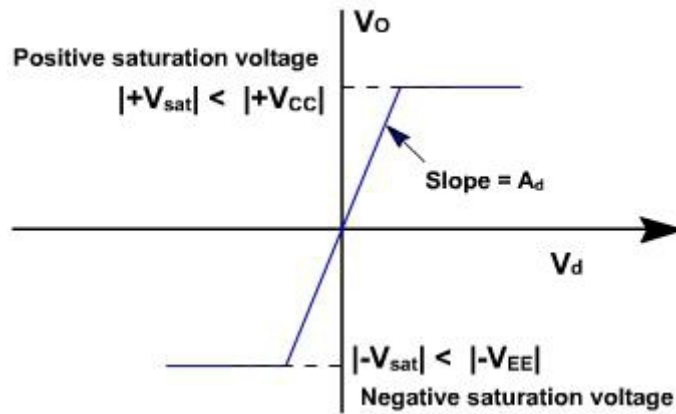 Vo
Positive saturation voltage
|+Vsat| < |+VCC|
Slope = Ad
Vd
|-Vsat| < |-VEE|
Negative saturation voltage